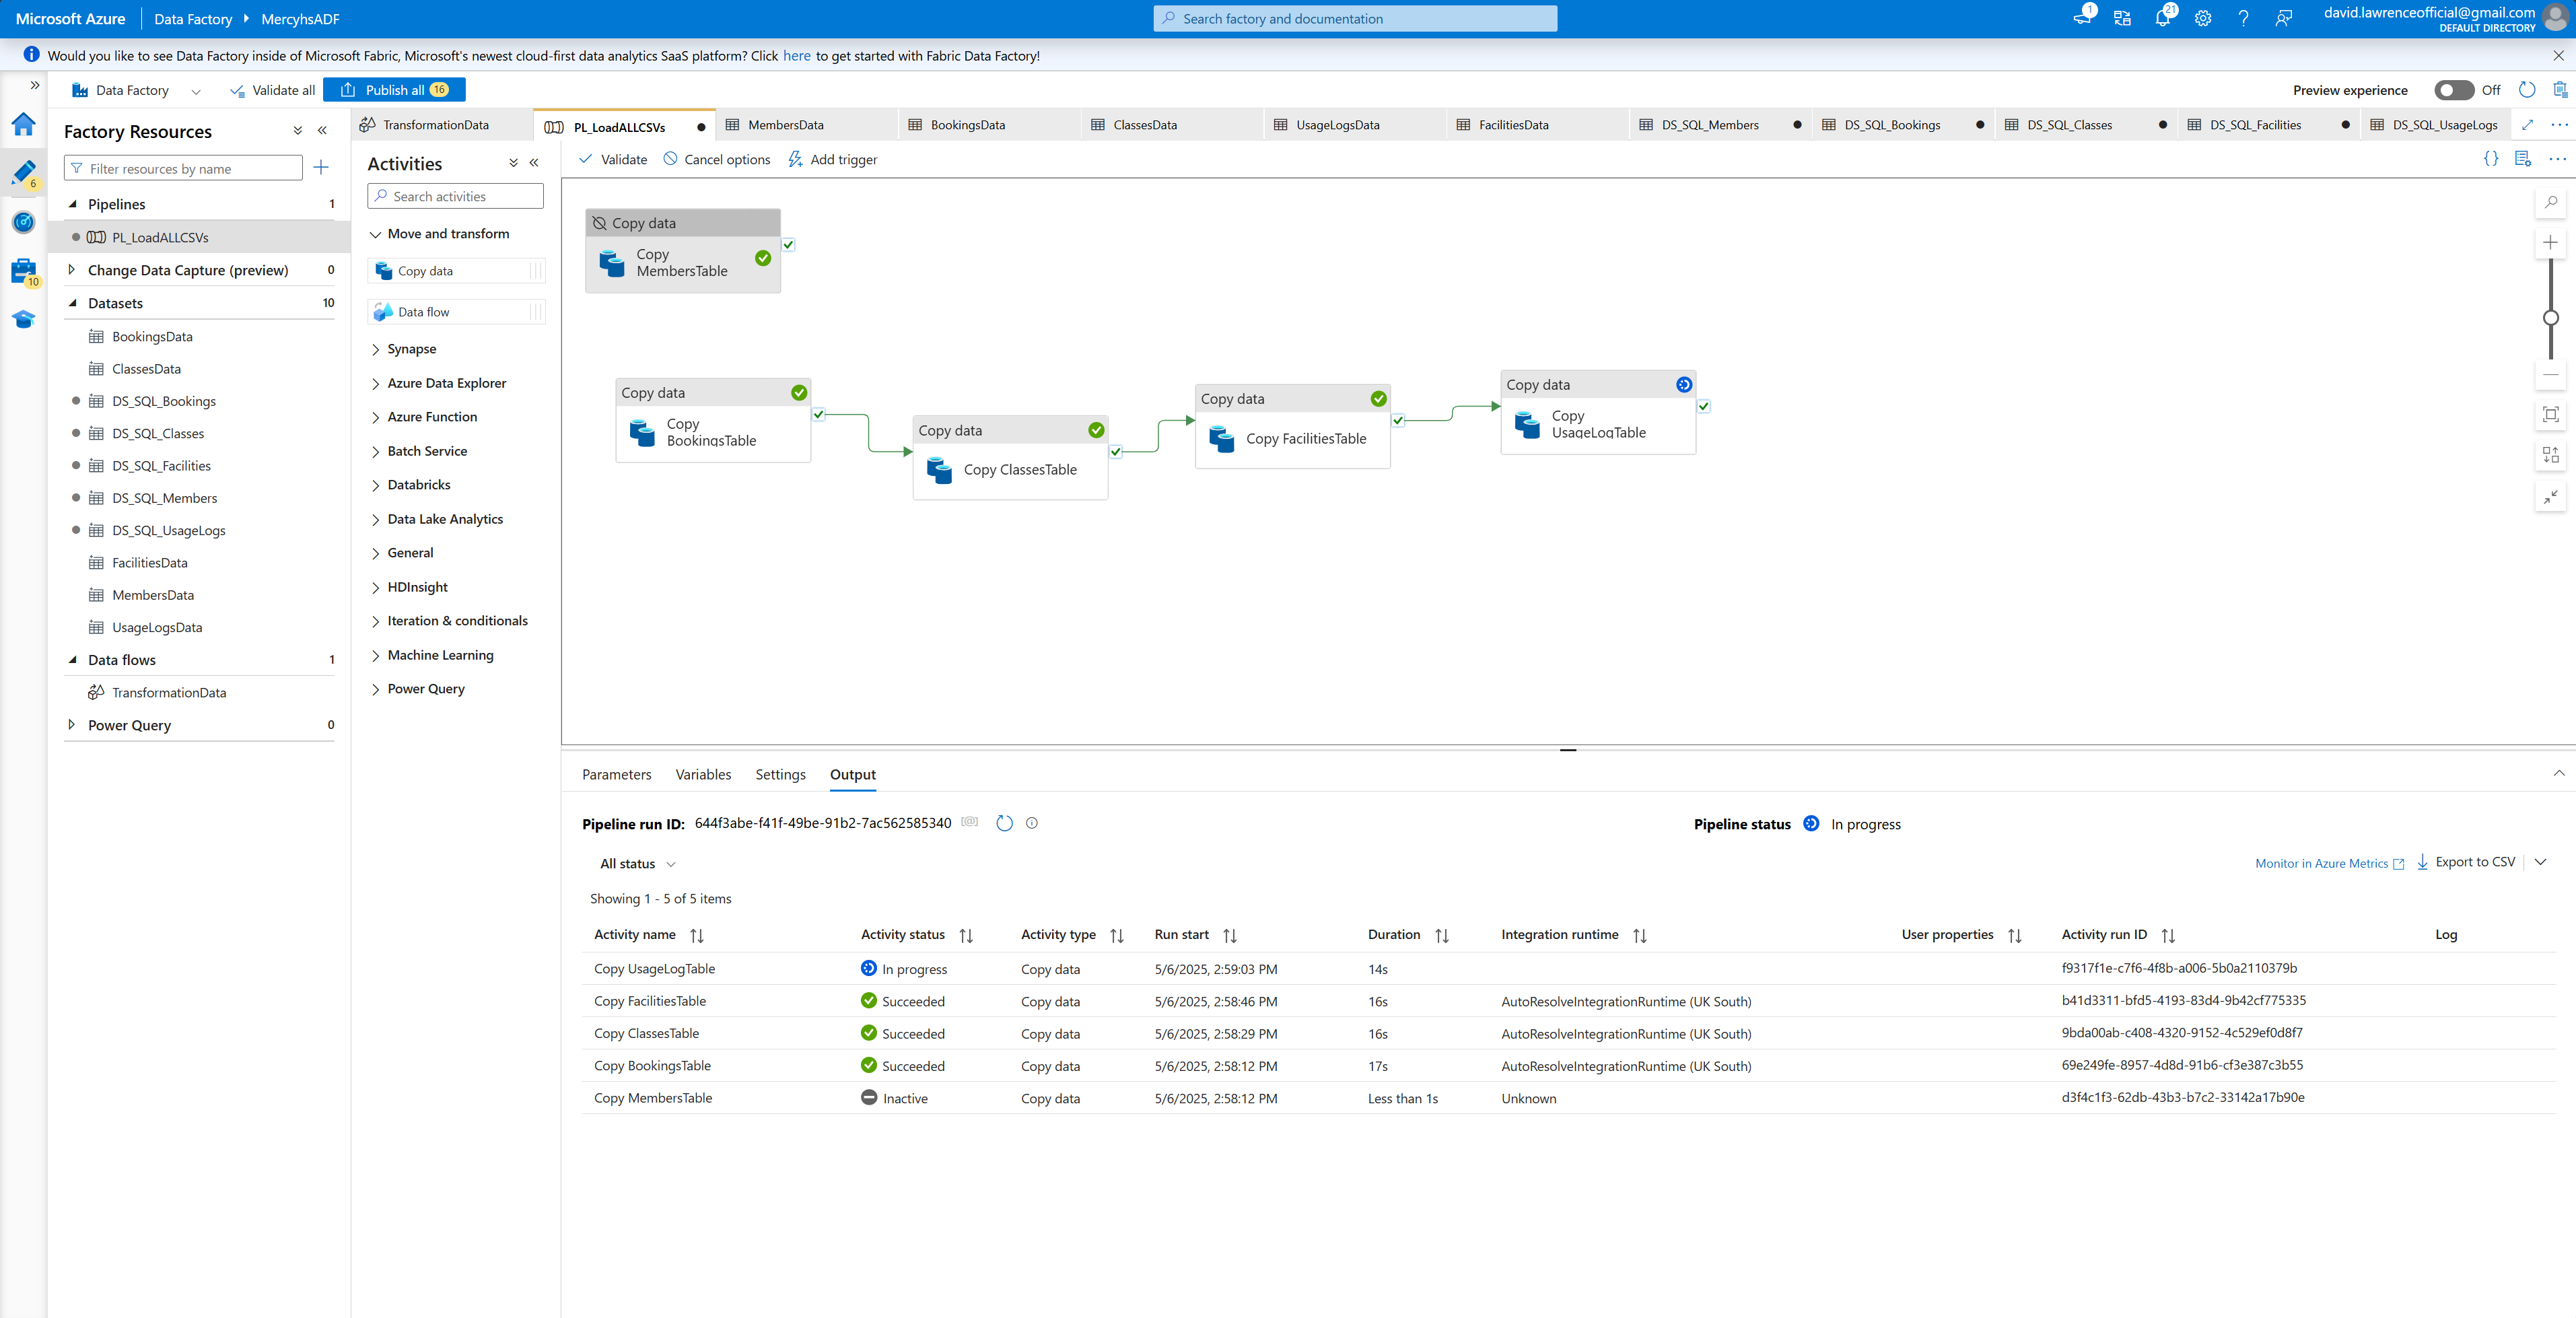 Microsoft Azure
Data Factory
MercyhsADF
Search factory and documentation
1
21
david.lawrenceofficial@gmail.com
DEFAULT DIRECTORY
Would you like to see Data Factory inside of Microsoft Fabric, Microsoft's newest cloud-first data analytics SaaS platform? Click here to get started with Fabric Data Factory!
Data Factory
Validate all
Publish all 16
Preview experience
Off
6
10
Factory Resources
Filter resources by name
Pipelines 1
PL_LoadALLCSVs
Change Data Capture (preview) 0
Datasets 10
BookingsData
ClassesData
DS_SQL_Bookings
DS_SQL_Classes
DS_SQL_Facilities
DS_SQL_Members
DS_SQL_UsageLogs
FacilitiesData
MembersData
UsageLogsData
Data flows 1
TransformationData
Power Query 0
TransformationData
PL_LoadALLCSVs
MembersData
BookingsData
ClassesData
UsageLogsData
FacilitiesData
DS_SQL_Members
DS_SQL_Bookings
DS_SQL_Classes
DS_SQL_Facilities
DS_SQL_UsageLogs
Activities
Search activities
Move and transform
Copy data
Data flow
Synapse
Azure Data Explorer
Azure Function
Batch Service
Databricks
Data Lake Analytics
General
HDInsight
Iteration & conditionals
Machine Learning
Power Query
Validate
Cancel options
Add trigger
{}
Copy data
Copy
MembersTable
Copy data
Copy
BookingsTable
Copy data
Copy ClassesTable
Copy data
Copy FacilitiesTable
Copy data
Copy
UsageLogTable
Parameters
Variables
Settings
Output
Pipeline run ID: 644f3abe-f41f-49be-91b2-7ac562585340
Pipeline status In progress
All status
Monitor in Azure Metrics
Export to CSV
Showing 1 - 5 of 5 items
Activity name Activity status Activity type Run start Duration Integration runtime User properties Activity run ID Log
Copy UsageLogTable In progress Copy data 5/6/2025, 2:59:03 PM 14s f9317f1e-c7f6-4f8b-a006-5b0a2110379b
Copy FacilitiesTable Succeeded Copy data 5/6/2025, 2:58:46 PM 16s AutoResolveIntegrationRuntime (UK South) b41d3311-bfd5-4193-83d4-9b42cf775335
Copy ClassesTable Succeeded Copy data 5/6/2025, 2:58:29 PM 16s AutoResolveIntegrationRuntime (UK South) 9bda00ab-c408-4320-9152-4c529ef0d8f7
Copy BookingsTable Succeeded Copy data 5/6/2025, 2:58:12 PM 17s AutoResolveIntegrationRuntime (UK South) 69e249fe-8957-4d8d-91b6-cf3e387c3b55
Copy MembersTable Inactive Copy data 5/6/2025, 2:58:12 PM Less than 1s Unknown d3f4c1f3-62db-43b3-b7c2-33142a17b90e